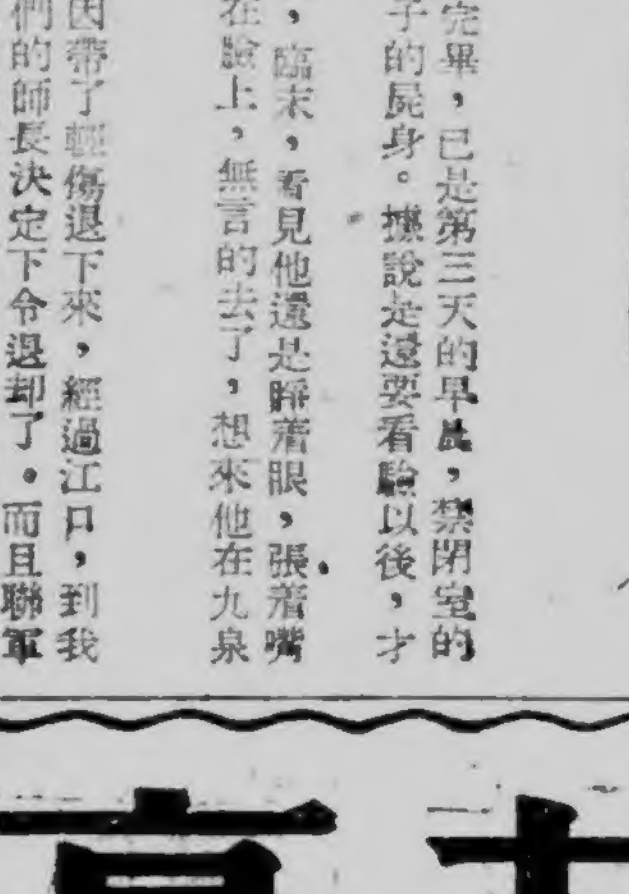 完畢，已是第三天的早晨，禁閉室的
子的屍身。據說是還要看驗以後，才
，臨末，看見他還是睜着眼，張着嘴
在臉上，無言的去了，想來他在九泉
因帶了輕傷退下來，經過江口，到我
們的師長決定下令退却了。而且聯軍